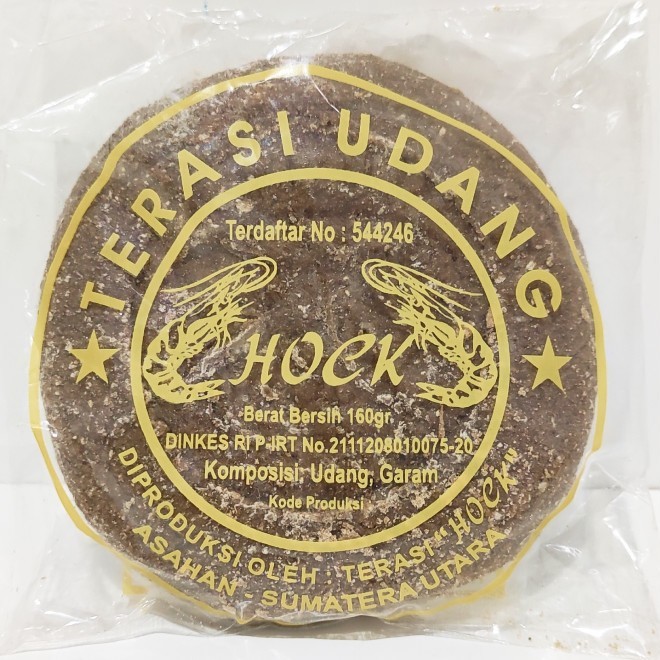 TERASI UDANG
Terdaftar No : 544246
HOCK
Berat Bersih 160gr
DINKES RI P-IRT No.2111208010075-20
Komposisi; Udang, Garam
Kode Produksi
DIPRODUKSI OLEH : TERASI "HOCK"
ASAHAN - SUMATERA UTARA